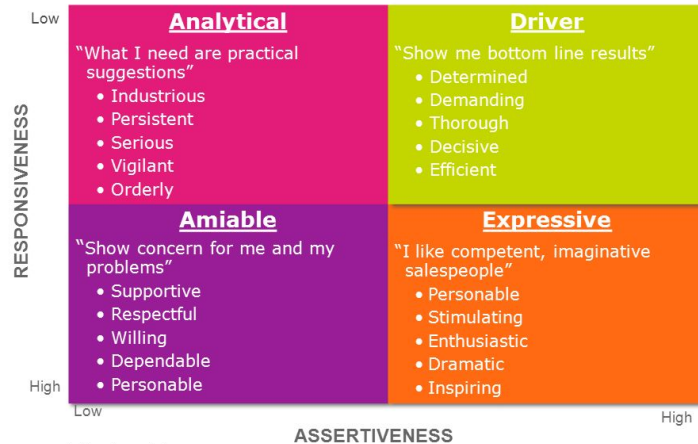 Low
RESPONSIVENESS
High
Analytical
“What I need are practical
suggestions”
• Industrious
• Persistent
• Serious
• Vigilant
• Orderly
Driver
“Show me bottom line results”
• Determined
• Demanding
• Thorough
• Decisive
• Efficient
Amiable
“Show concern for me and my
problems”
• Supportive
• Respectful
• Willing
• Dependable
• Personable
Expressive
“I like competent, imaginative
salespeople”
• Personable
• Stimulating
• Enthusiastic
• Dramatic
• Inspiring
Low
ASSERTIVENESS
High